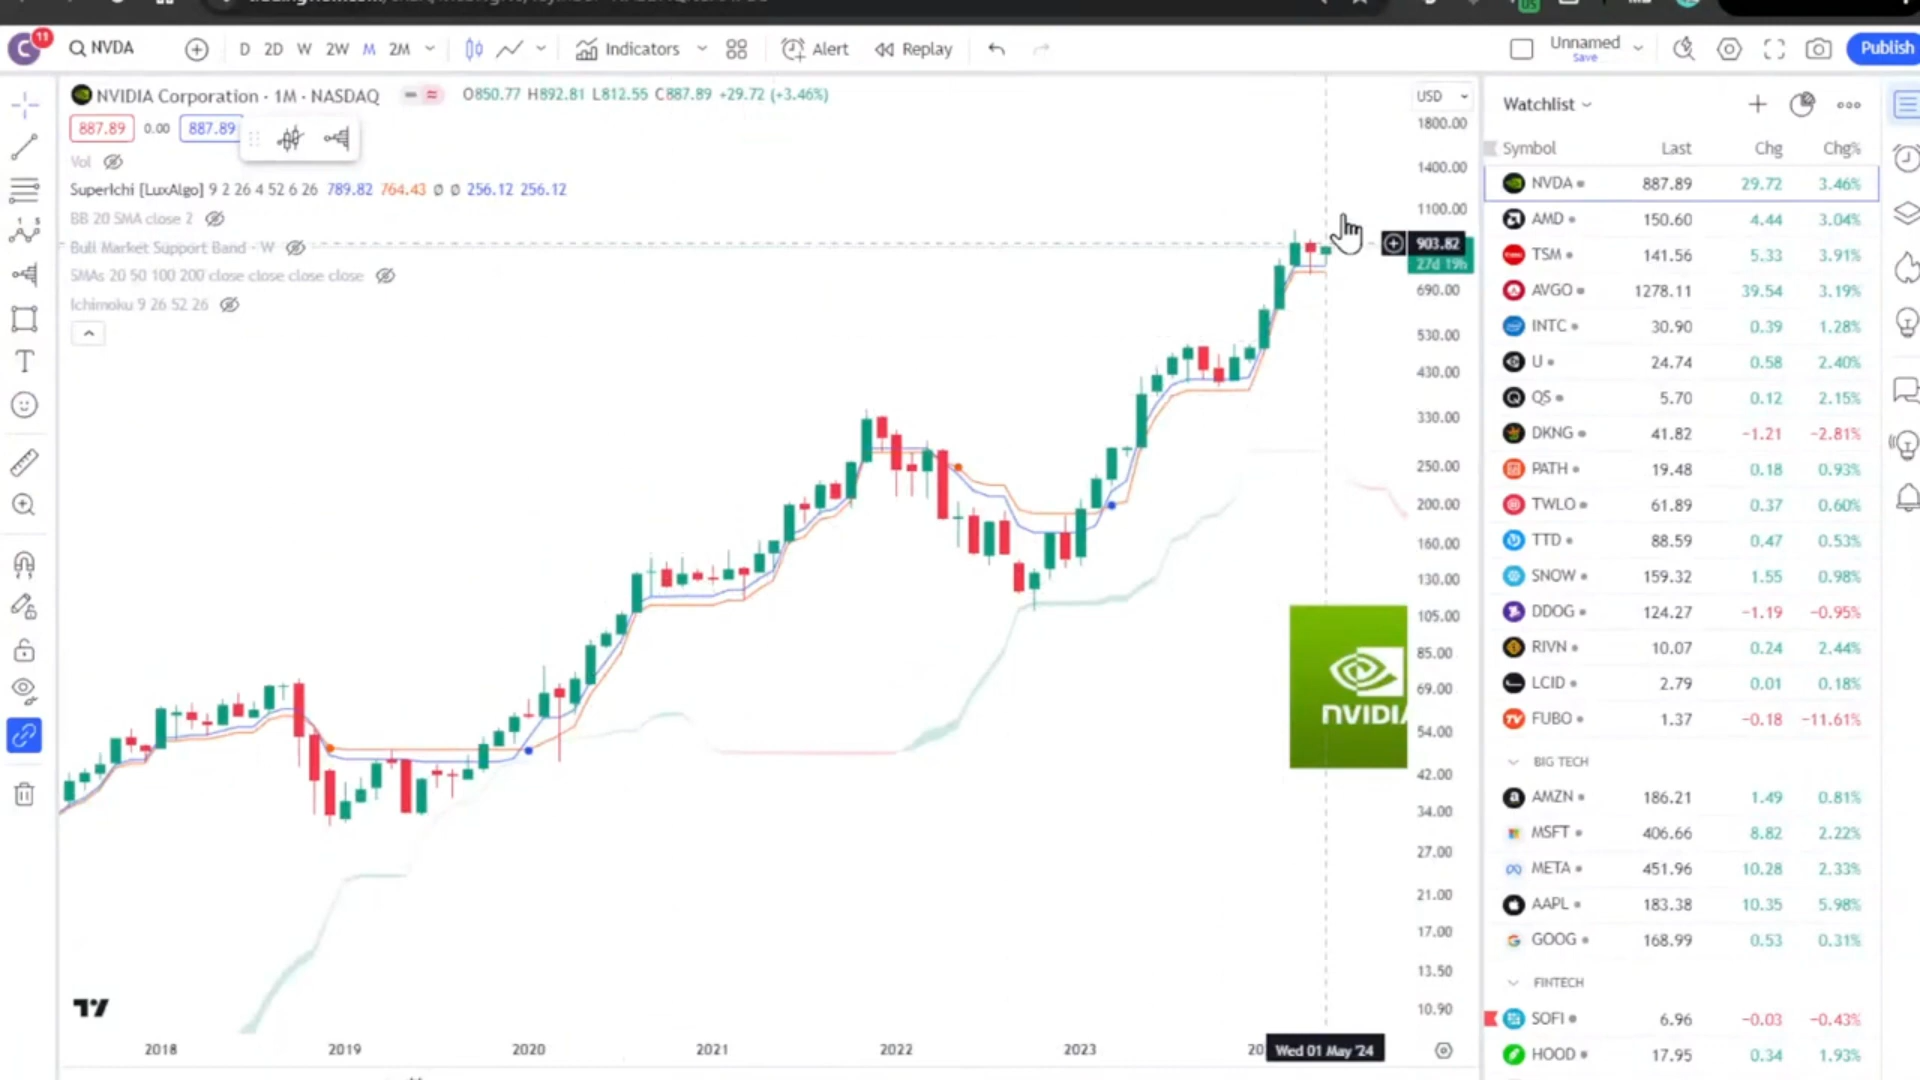 C 11 NVDA D 2D W 2W M 2M Indicators Alert Replay Unnamed Save Publish
NVIDIA Corporation · 1M · NASDAQ O850.77 H892.81 L812.55 C887.89 +29.72 (+3.46%)
887.89 0.00 887.89
Vol
SuperIchi [LuxAlgo] 9 2 26 4 52 6 26 789.82 764.43 Ø Ø 256.12 256.12
BB 20 SMA close 2
Bull Market Support Band - W
SMAs 20 50 100 200 close close close close
Ichimoku 9 26 52 26
USD
1800.00
1400.00
1100.00
903.82
27d 19h
690.00
530.00
430.00
330.00
250.00
200.00
160.00
130.00
105.00
85.00
69.00
54.00
42.00
34.00
27.00
21.00
17.00
13.50
10.90
2018 2019 2020 2021 2022 2023 20 Wed 01 May '24
NVIDIA
Watchlist
Symbol Last Chg Chg%
NVDA 887.89 29.72 3.46%
AMD 150.60 4.44 3.04%
TSM 141.56 5.33 3.91%
AVGO 1278.11 39.54 3.19%
INTC 30.90 0.39 1.28%
U 24.74 0.58 2.40%
QS 5.70 0.12 2.15%
DKNG 41.82 −1.21 −2.81%
PATH 19.48 0.18 0.93%
TWLO 61.89 0.37 0.60%
TTD 88.59 0.47 0.53%
SNOW 159.32 1.55 0.98%
DDOG 124.27 −1.19 −0.95%
RIVN 10.07 0.24 2.44%
LCID 2.79 0.01 0.18%
FUBO 1.37 −0.18 −11.61%
BIG TECH
AMZN 186.21 1.49 0.81%
MSFT 406.66 8.82 2.22%
META 451.96 10.28 2.33%
AAPL 183.38 10.35 5.98%
GOOG 168.99 0.53 0.31%
FINTECH
SOFI 6.96 −0.03 −0.43%
HOOD 17.95 0.34 1.93%